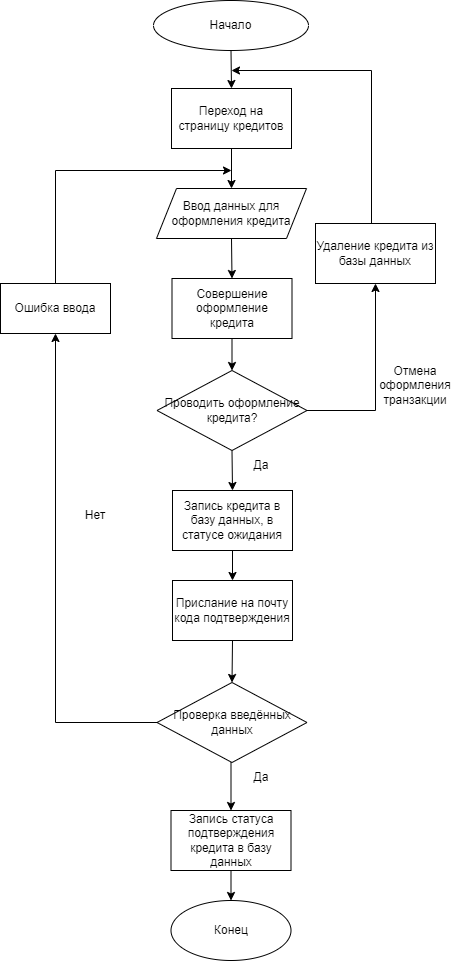 Начало
Переход на
страницу кредитов
Ввод данных для
оформления кредита
Удаление кредита из
базы данных
Ошибка ввода
Совершение
оформление
кредита
Отмена
оформления
транзакции
Проводить оформление
кредита?
Да
Запись кредита в
базу данных, в
статусе ожидания
Нет
Прислание на почту
кода подтверждения
Проверка введённых
данных
Да
Запись статуса
подтверждения
кредита в базу
данных
Конец